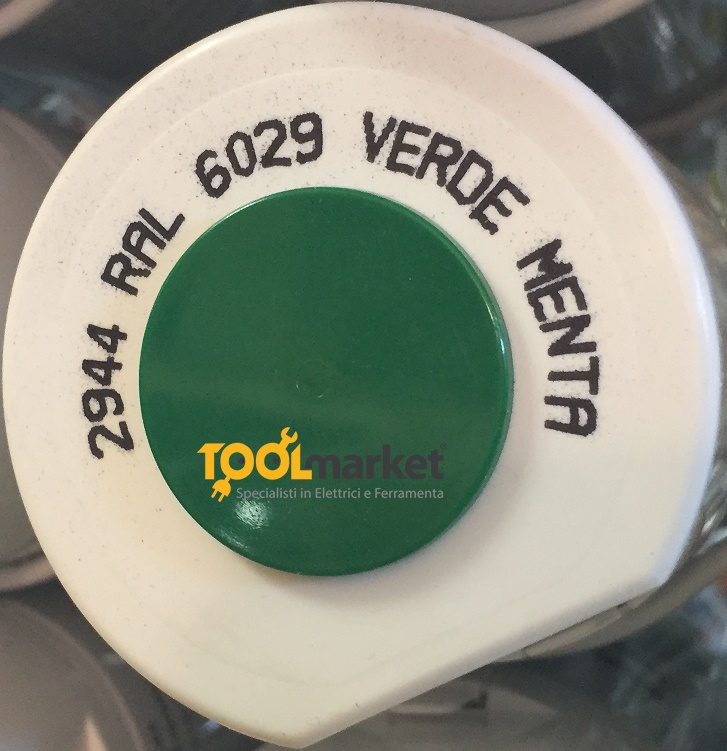 2944 RAL 6029 VERDE MENTA
TOOLmarket
Specialisti in Elettrici e Ferramenta